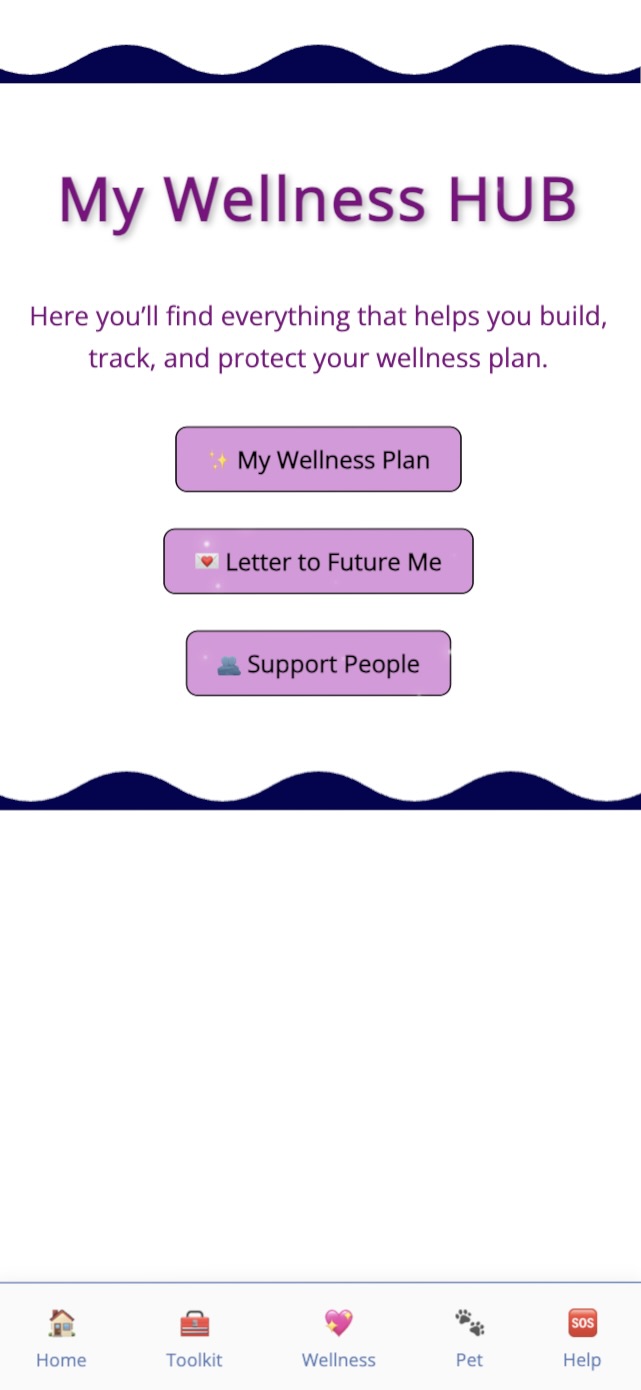 My Wellness HUB
Here you’ll find everything that helps you build,
track, and protect your wellness plan.
✨ My Wellness Plan
💌 Letter to Future Me
👥 Support People
SOS
Home Toolkit Wellness Pet Help